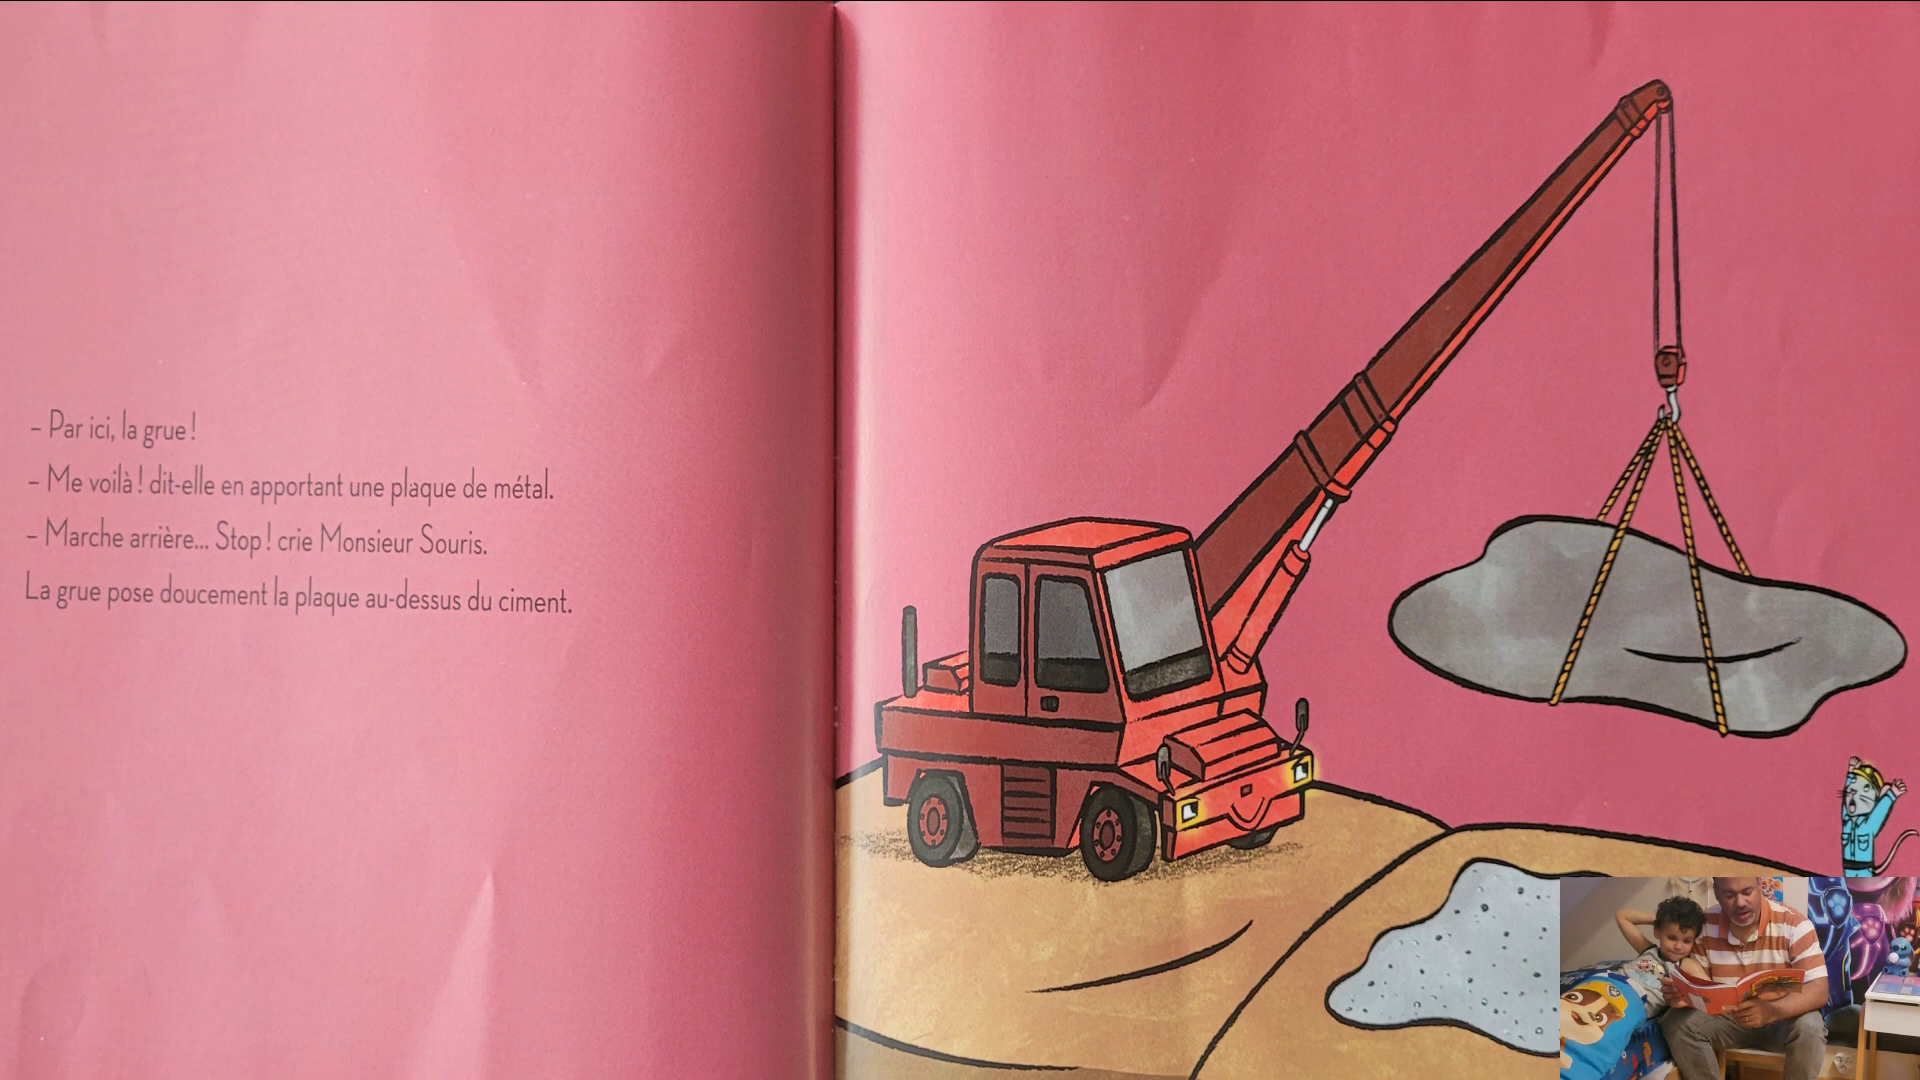 – Par ici, la grue !
– Me voilà ! dit-elle en apportant une plaque de métal.
– Marche arrière... Stop ! crie Monsieur Souris.
La grue pose doucement la plaque au-dessus du ciment.